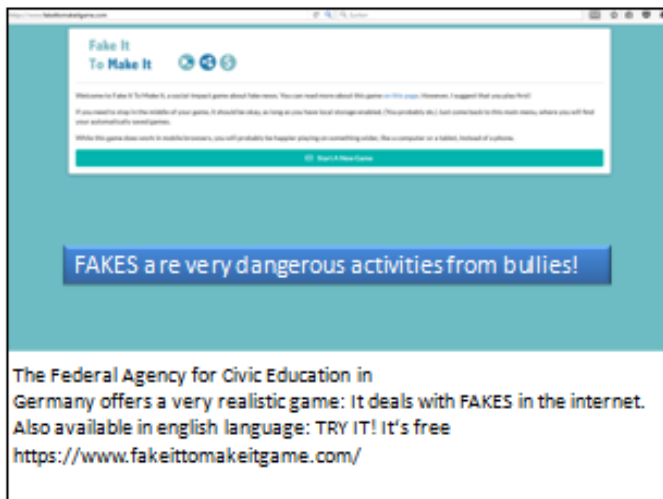 https://www.fakeittomakeitgame.com
Suchen
Fake It
To Make It
Welcome to Fake It To Make It, a social impact game about fake news. You can read more about this game on this page. However, I suggest that you play first!
If you need to stop in the middle of your game, it should be okay, as long as you have local storage enabled. (You probably do.) Just come back to this main menu, where you will find
your automatically saved games.
While this game does work in mobile browsers, you will probably be happier playing on something wider, like a computer or a tablet, instead of a phone.
Start A New Game
FAKES are very dangerous activities from bullies!
The Federal Agency for Civic Education in
Germany offers a very realistic game: It deals with FAKES in the internet.
Also available in english language: TRY IT! It's free
https://www.fakeittomakeitgame.com/